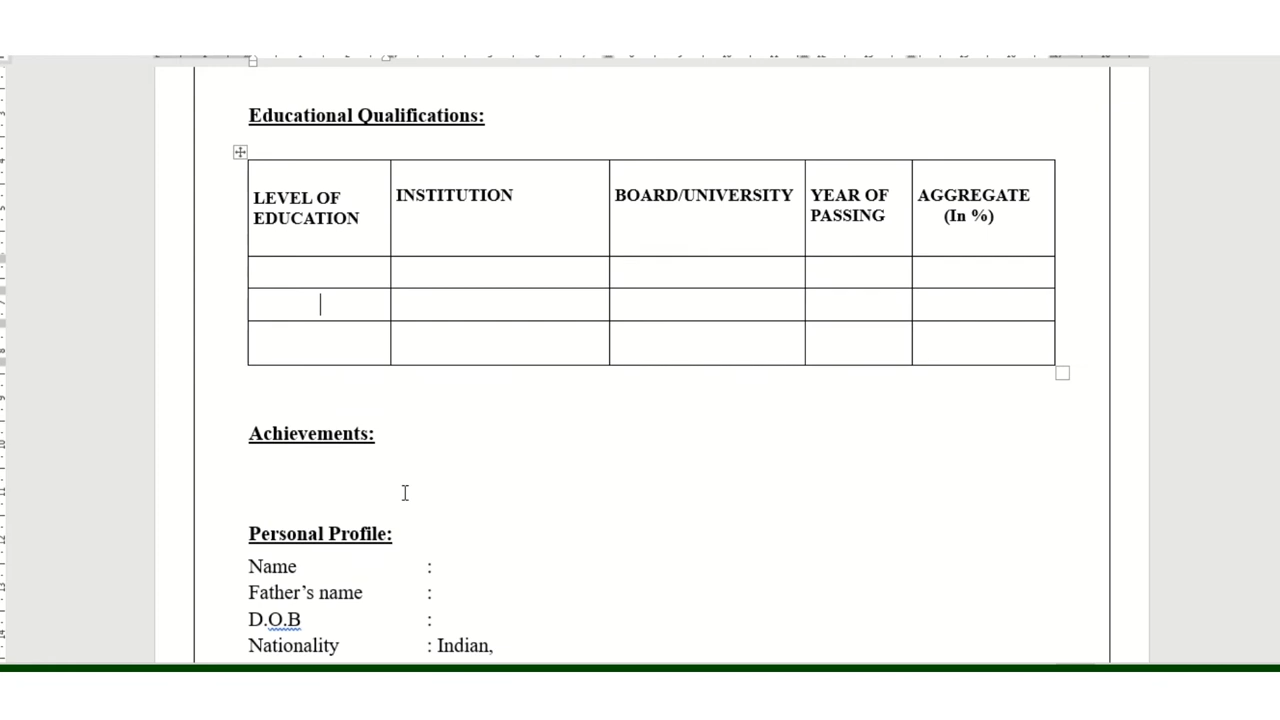 Educational Qualifications:
LEVEL OF EDUCATION INSTITUTION BOARD/UNIVERSITY YEAR OF PASSING AGGREGATE (In %)
Achievements:
Personal Profile:
Name :
Father’s name :
D.O.B :
Nationality : Indian,